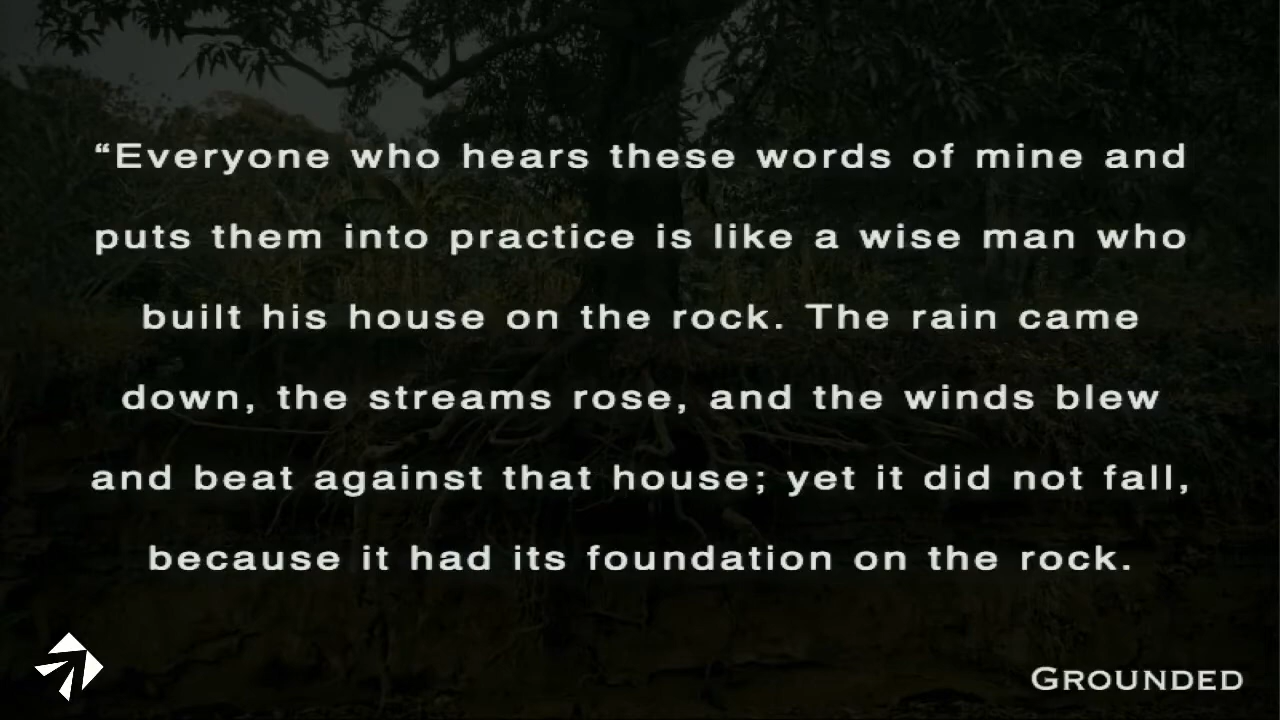 “Everyone who hears these words of mine and
puts them into practice is like a wise man who
built his house on the rock. The rain came
down, the streams rose, and the winds blew
and beat against that house; yet it did not fall,
because it had its foundation on the rock.
GROUNDED